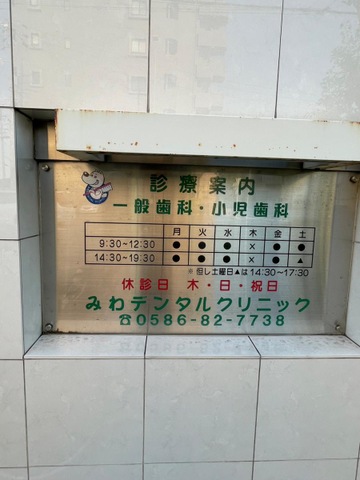 診療案内
一般歯科・小児歯科
月 火 水 木 金 土
9:30~12:30 ● ● ● × ● ●
14:30~19:30 ● ● ● × ● ▲
※但し土曜日▲は14:30~17:30
休診日 木・日・祝日
みわデンタルクリニック
☎0586-82-7738